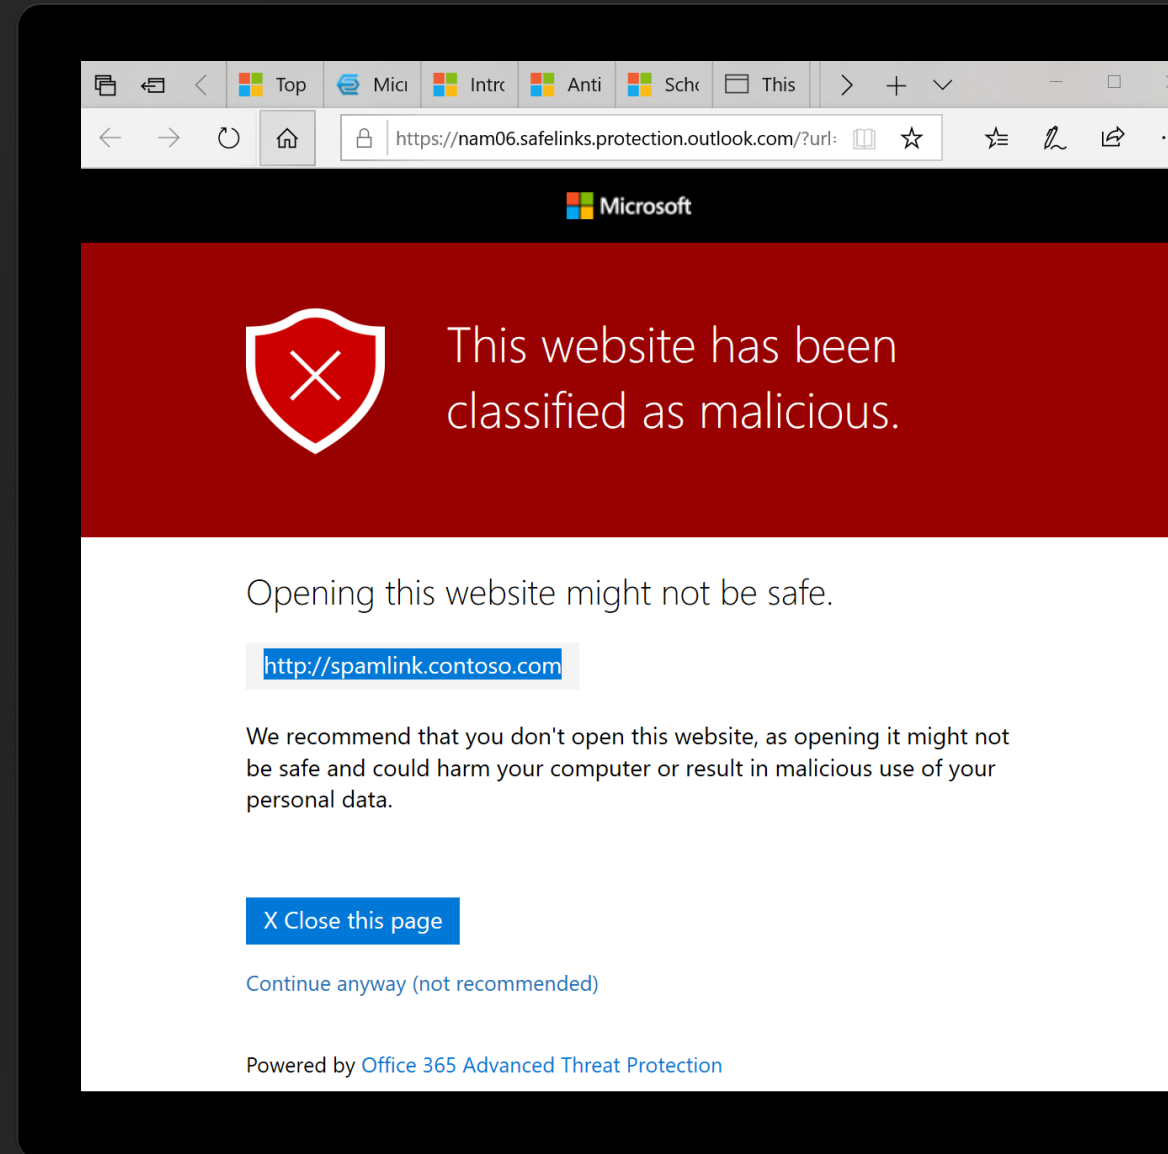 Top Micr Intro Anti Scho This
https://nam06.safelinks.protection.outlook.com/?url=
Microsoft
This website has been
classified as malicious.
Opening this website might not be safe.
http://spamlink.contoso.com
We recommend that you don't open this website, as opening it might not
be safe and could harm your computer or result in malicious use of your
personal data.
X Close this page
Continue anyway (not recommended)
Powered by Office 365 Advanced Threat Protection